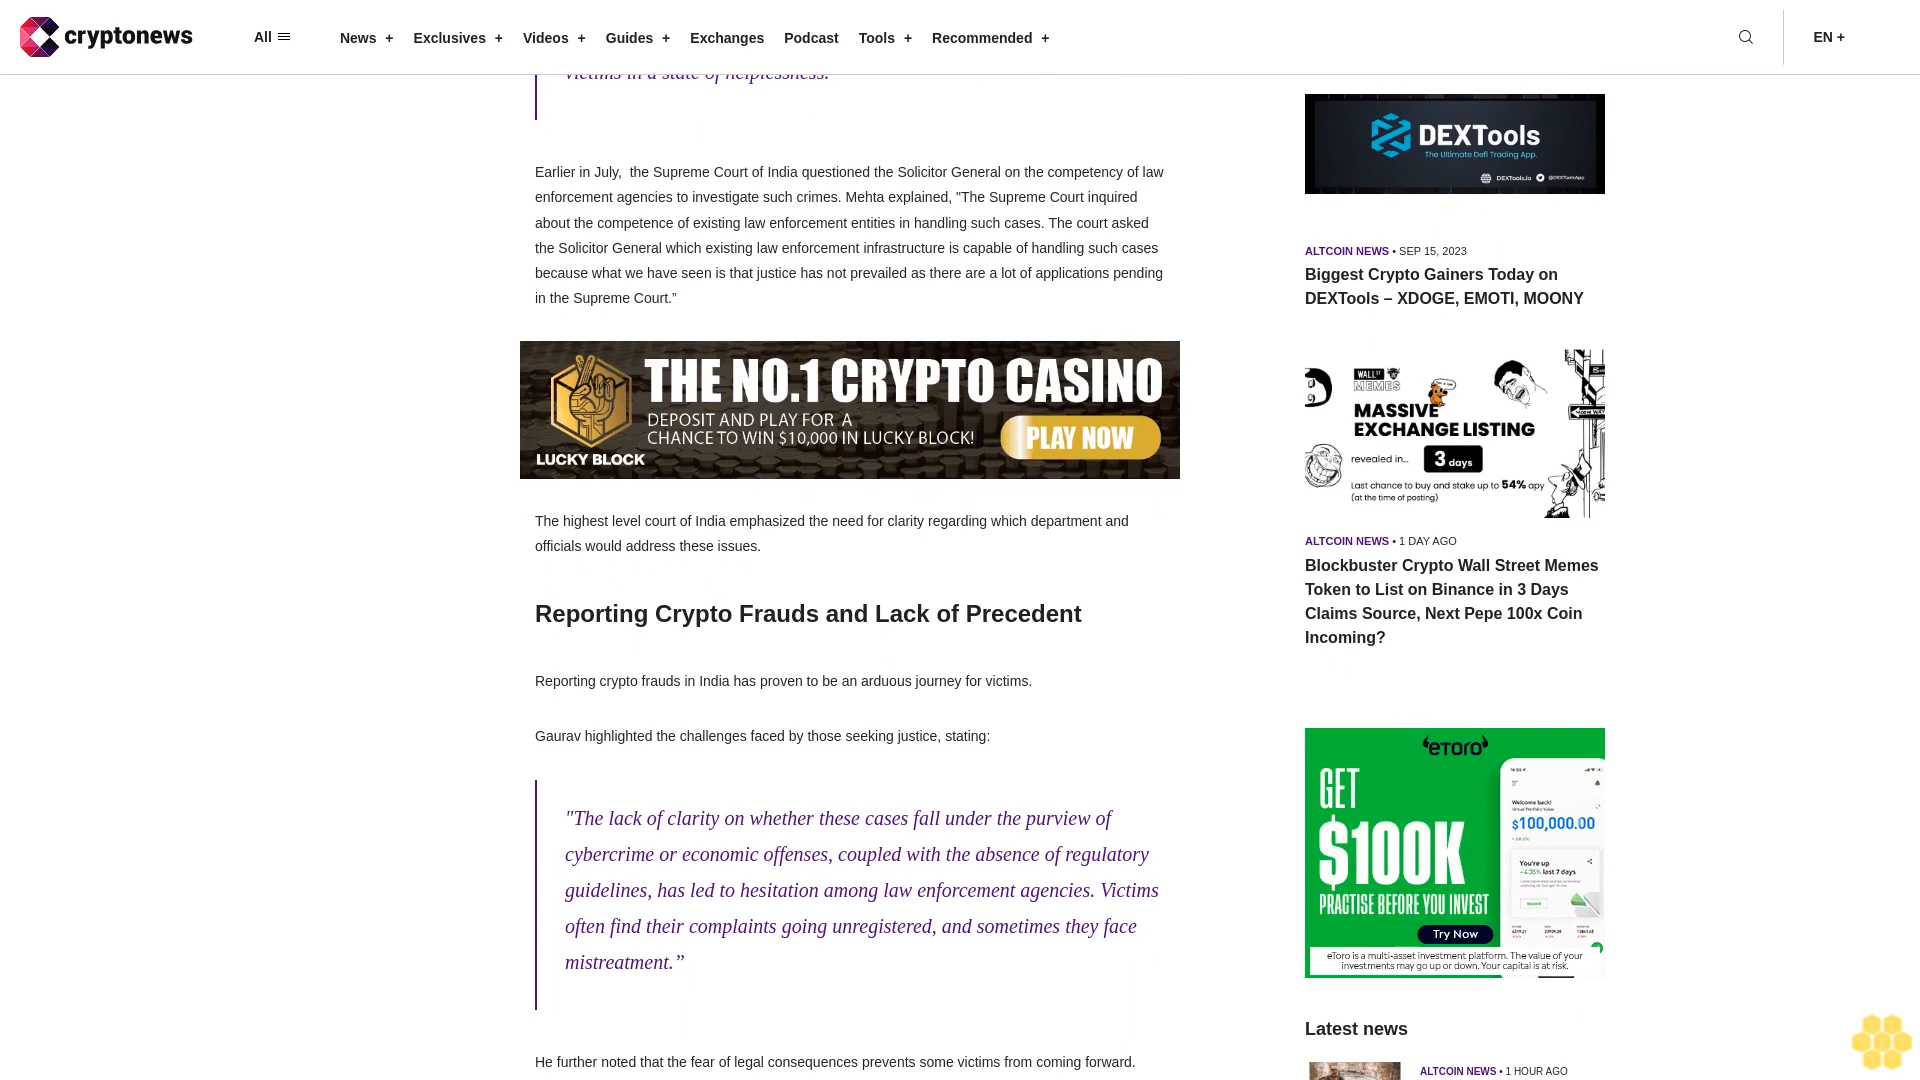 cryptonews
All
News +
Exclusives +
Videos +
Guides +
Exchanges
Podcast
Tools +
Recommended +
EN +
victims in a state of helplessness."
Earlier in July,  the Supreme Court of India questioned the Solicitor General on the competency of law
enforcement agencies to investigate such crimes. Mehta explained, "The Supreme Court inquired
about the competence of existing law enforcement entities in handling such cases. The court asked
the Solicitor General which existing law enforcement infrastructure is capable of handling such cases
because what we have seen is that justice has not prevailed as there are a lot of applications pending
in the Supreme Court.”
THE NO.1 CRYPTO CASINO
DEPOSIT AND PLAY FOR A
CHANCE TO WIN $10,000 IN LUCKY BLOCK!
PLAY NOW
LUCKY BLOCK
The highest level court of India emphasized the need for clarity regarding which department and
officials would address these issues.
Reporting Crypto Frauds and Lack of Precedent
Reporting crypto frauds in India has proven to be an arduous journey for victims.
Gaurav highlighted the challenges faced by those seeking justice, stating:
"The lack of clarity on whether these cases fall under the purview of
cybercrime or economic offenses, coupled with the absence of regulatory
guidelines, has led to hesitation among law enforcement agencies. Victims
often find their complaints going unregistered, and sometimes they face
mistreatment.”
He further noted that the fear of legal consequences prevents some victims from coming forward.
DEXTools
The Ultimate Defi Trading App.
DEXTools.io
@DEXToolsApp
ALTCOIN NEWS • SEP 15, 2023
Biggest Crypto Gainers Today on
DEXTools – XDOGE, EMOTI, MOONY
WALL ST
MEMES
MASSIVE
EXCHANGE LISTING
revealed in.. 3 days
Last chance to buy and stake up to 54% apy
(at the time of posting)
ALTCOIN NEWS • 1 DAY AGO
Blockbuster Crypto Wall Street Memes
Token to List on Binance in 3 Days
Claims Source, Next Pepe 100x Coin
Incoming?
eToro
GET
$100K
PRACTISE BEFORE YOU INVEST
Try Now
Welcome back!
Virtual Portfolio Value
$100,000.00
You're up
+4.35% last 7 days
eToro is a multi-asset investment platform. The value of your
investments may go up or down. Your capital is at risk.
Latest news
ALTCOIN NEWS • 1 HOUR AGO